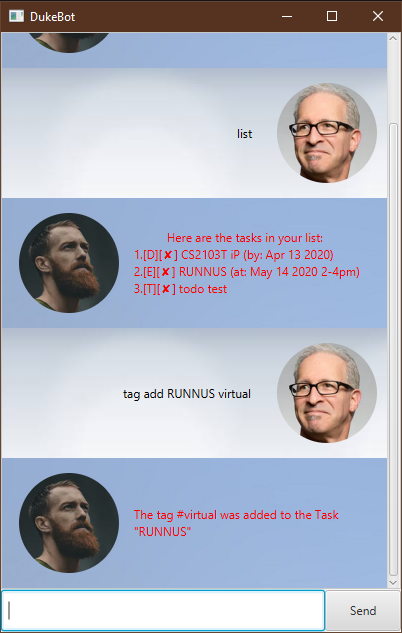 DukeBot
list
Here are the tasks in your list:
1.[D][✘] CS2103T iP (by: Apr 13 2020)
2.[E][✘] RUNNUS (at: May 14 2020 2-4pm)
3.[T][✘] todo test
tag add RUNNUS virtual
The tag #virtual was added to the Task
"RUNNUS"
Send